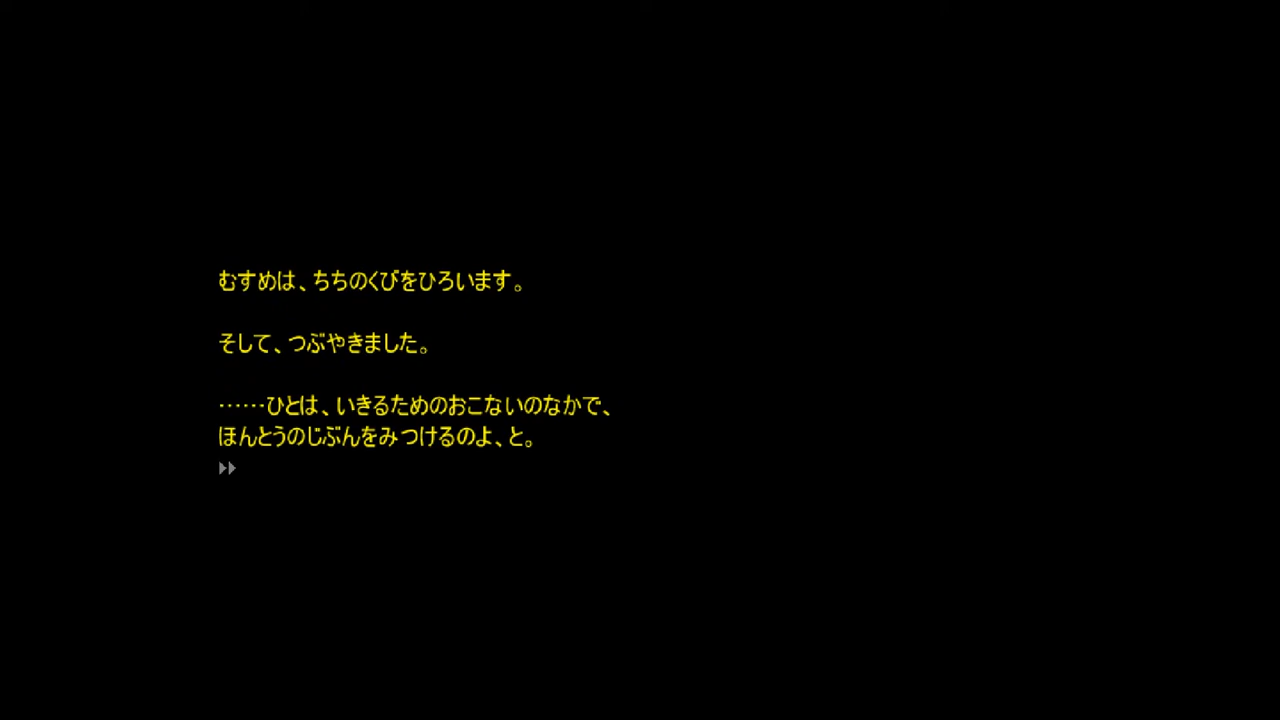 むすめは、ちちのくびをひろいます。
そして、つぶやきました。
……ひとは、いきるためのおこないのなかで、
ほんとうのじぶんをみつけるのよ、と。